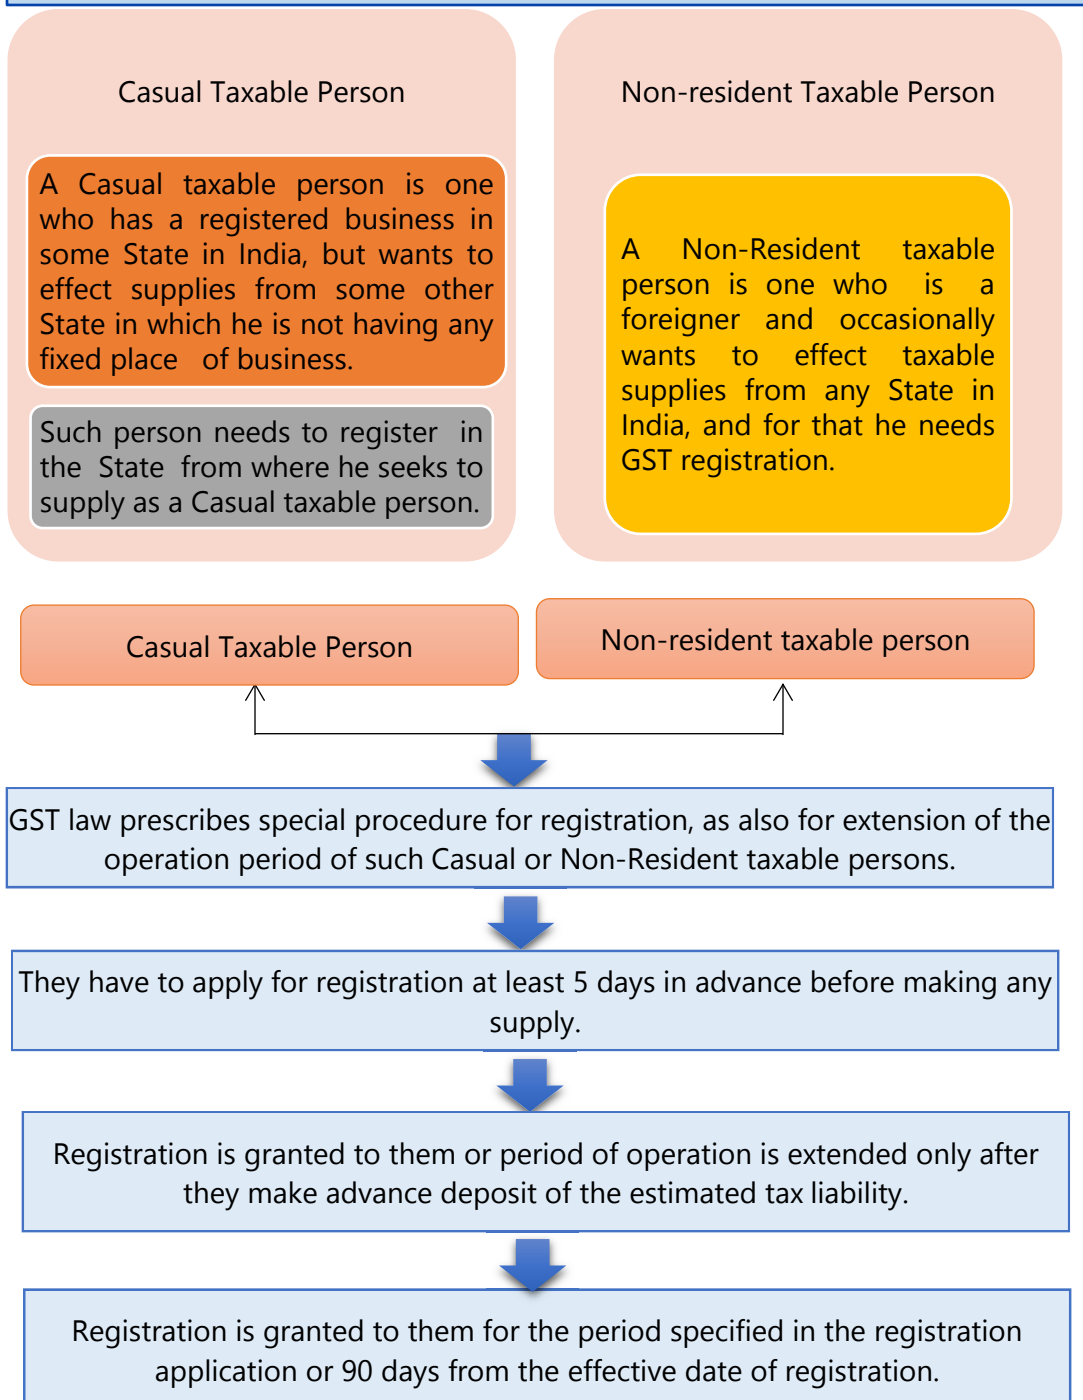 Casual Taxable Person
A Casual taxable person is one
who has a registered business in
some State in India, but wants to
effect supplies from some other
State in which he is not having any
fixed place of business.
Such person needs to register in
the State from where he seeks to
supply as a Casual taxable person.
Non-resident Taxable Person
A Non-Resident taxable
person is one who is a
foreigner and occasionally
wants to effect taxable
supplies from any State in
India, and for that he needs
GST registration.
Casual Taxable Person
Non-resident taxable person
GST law prescribes special procedure for registration, as also for extension of the
operation period of such Casual or Non-Resident taxable persons.
They have to apply for registration at least 5 days in advance before making any
supply.
Registration is granted to them or period of operation is extended only after
they make advance deposit of the estimated tax liability.
Registration is granted to them for the period specified in the registration
application or 90 days from the effective date of registration.